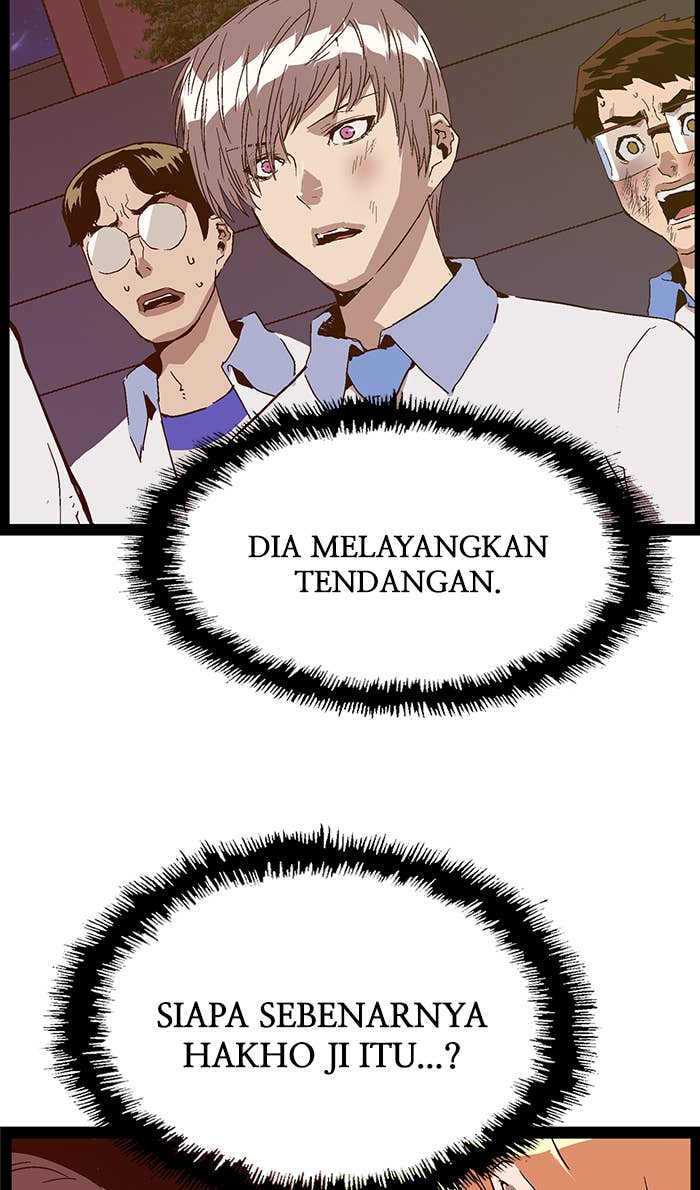 DIA MELAYANGKAN
TENDANGAN.
SIAPA SEBENARNYA
HAKHO JI ITU...?